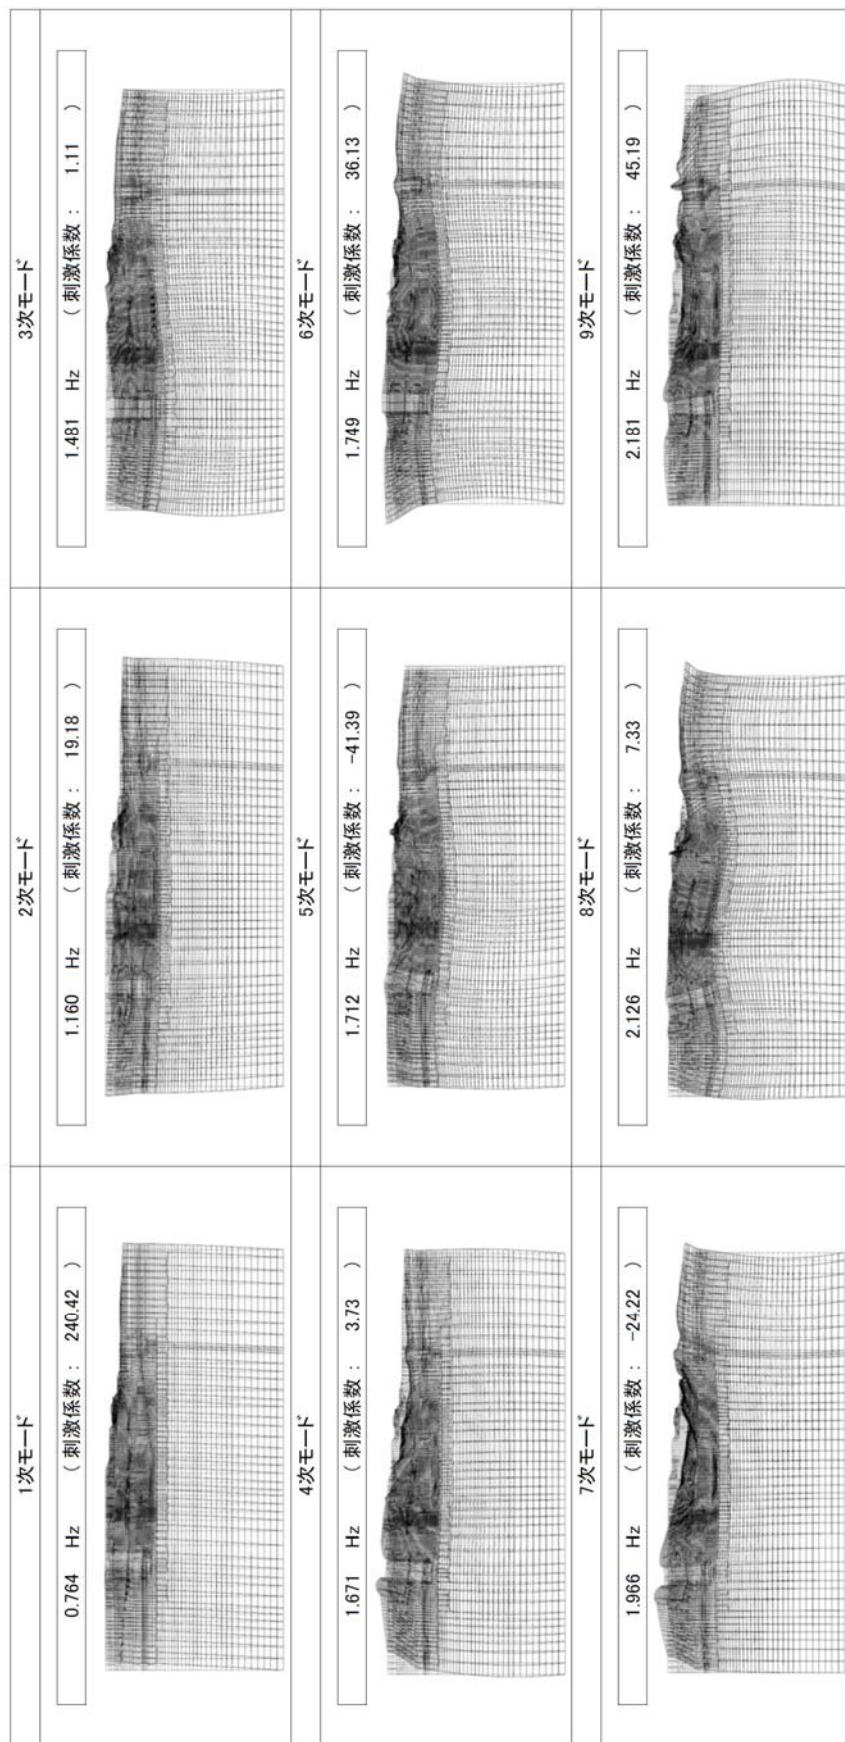 1次モード
0.764 Hz ( 刺激係数 : 240.42 )
2次モード
1.160 Hz ( 刺激係数 : 19.18 )
3次モード
1.481 Hz ( 刺激係数 : 1.11 )
4次モード
1.671 Hz ( 刺激係数 : 3.73 )
5次モード
1.712 Hz ( 刺激係数 : -41.39 )
6次モード
1.749 Hz ( 刺激係数 : 36.13 )
7次モード
1.966 Hz ( 刺激係数 : -24.22 )
8次モード
2.126 Hz ( 刺激係数 : 7.33 )
9次モード
2.181 Hz ( 刺激係数 : 45.19 )